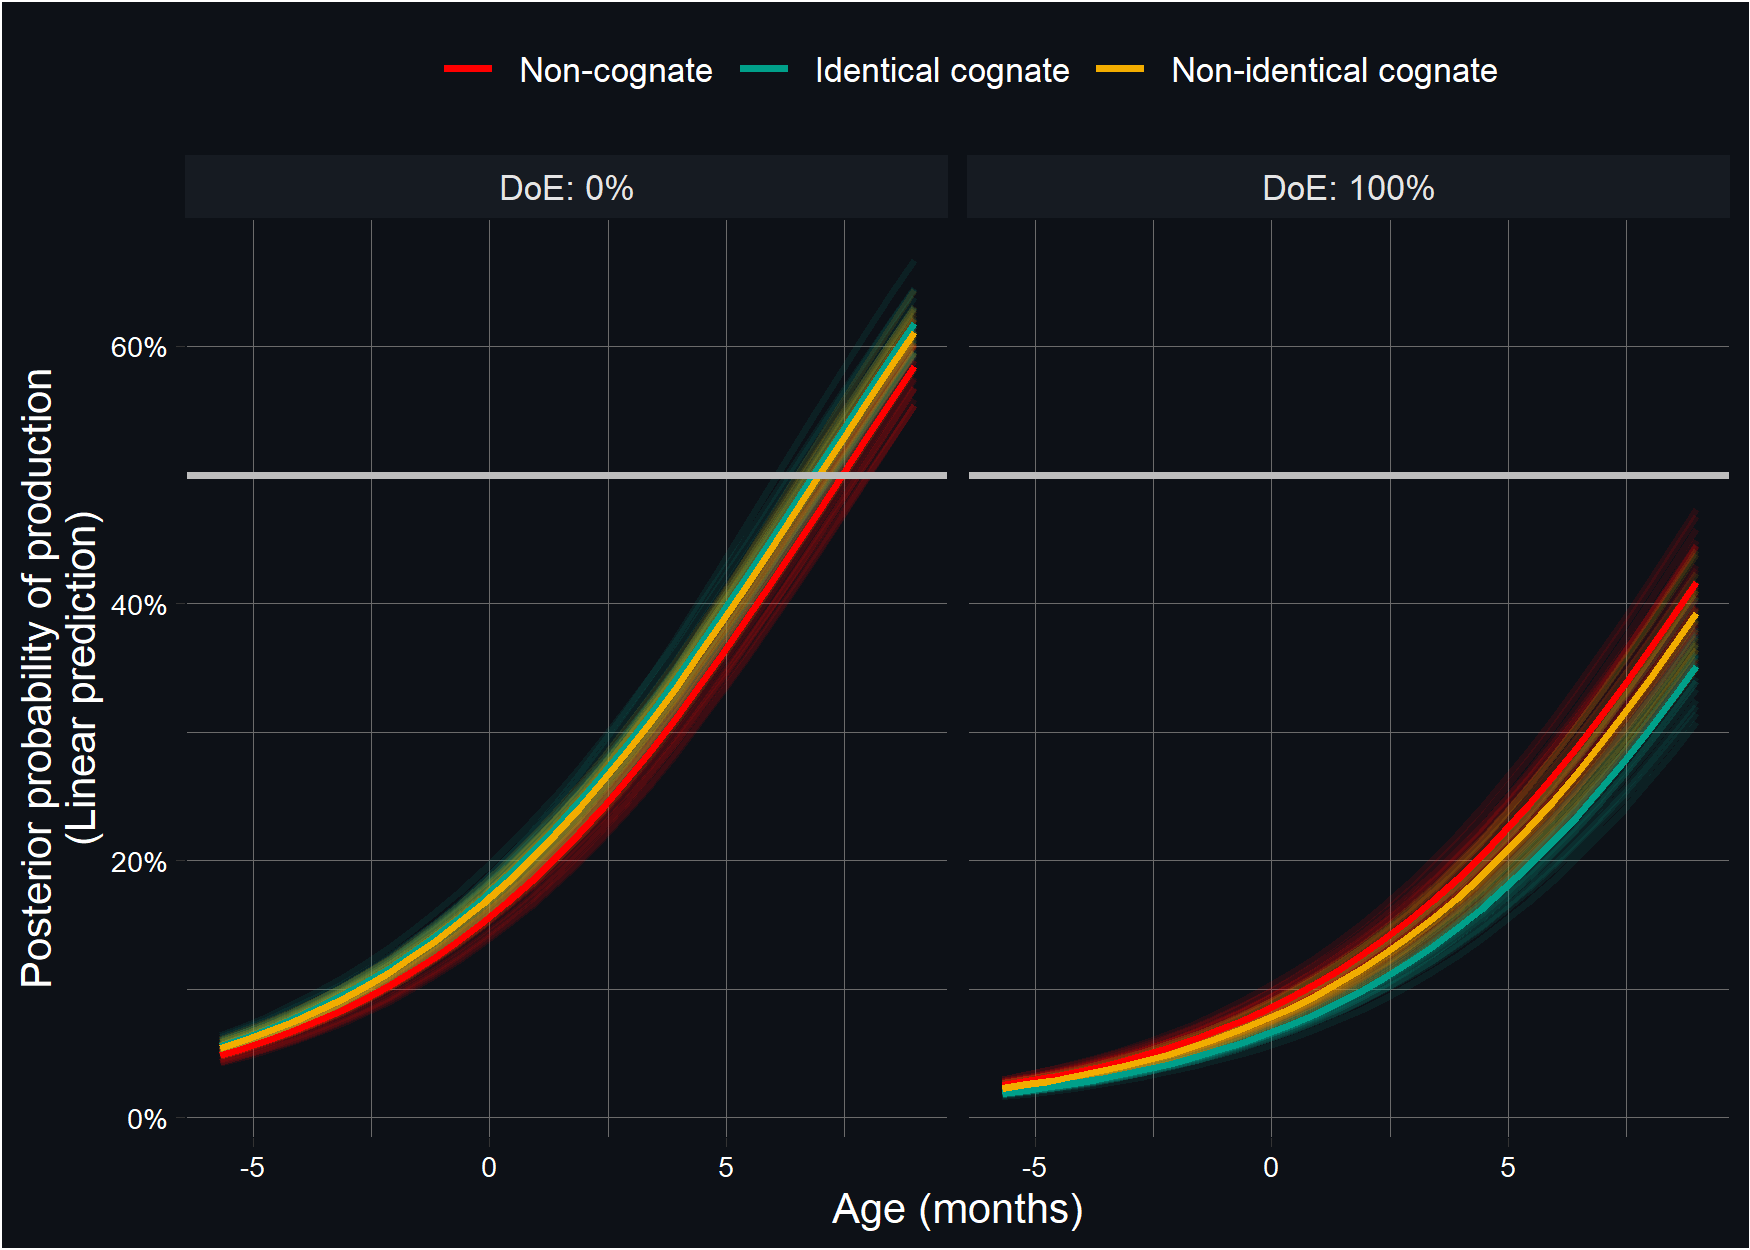 Non-cognate Identical cognate Non-identical cognate
DoE: 0% DoE: 100%
60%
40%
20%
0%
Posterior probability of production
(Linear prediction)
-5 0 5 -5 0 5
Age (months)